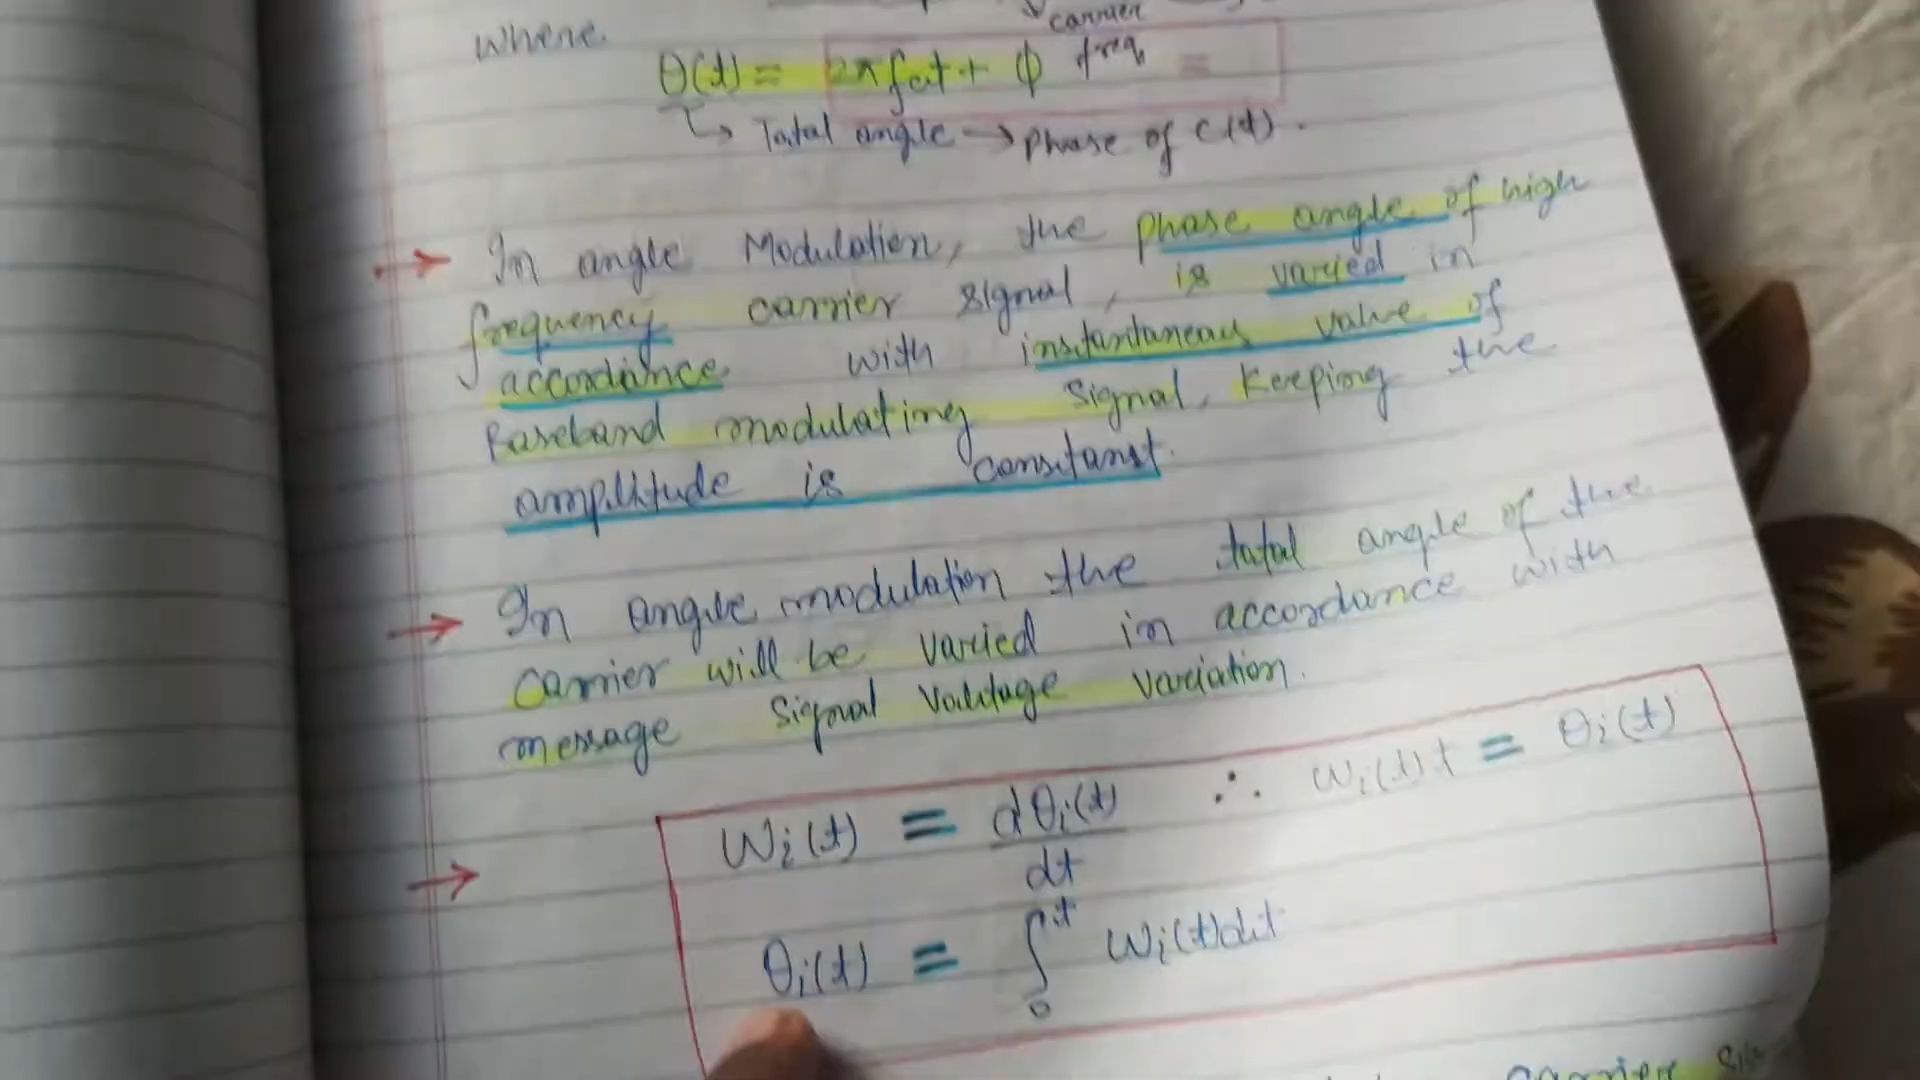 carrier
where
θ(t) = 2πfct + ϕ freq =
↳ Total angle → phase of c(t).
→ In angle Modulation, the phase angle of high
frequency carrier signal, is varied in
accordance with instantaneous value of
Baseband modulating signal, keeping the
amplitude is constant.
→ In angle modulation the total angle of the
carrier will be varied in accordance with
message signal voltage variation.
→ Wi(t) = dθi(t)/dt ∴ Wi(t)t = θi(t)
θi(t) = ∫₀ᵗ Wi(t)dt
carrier